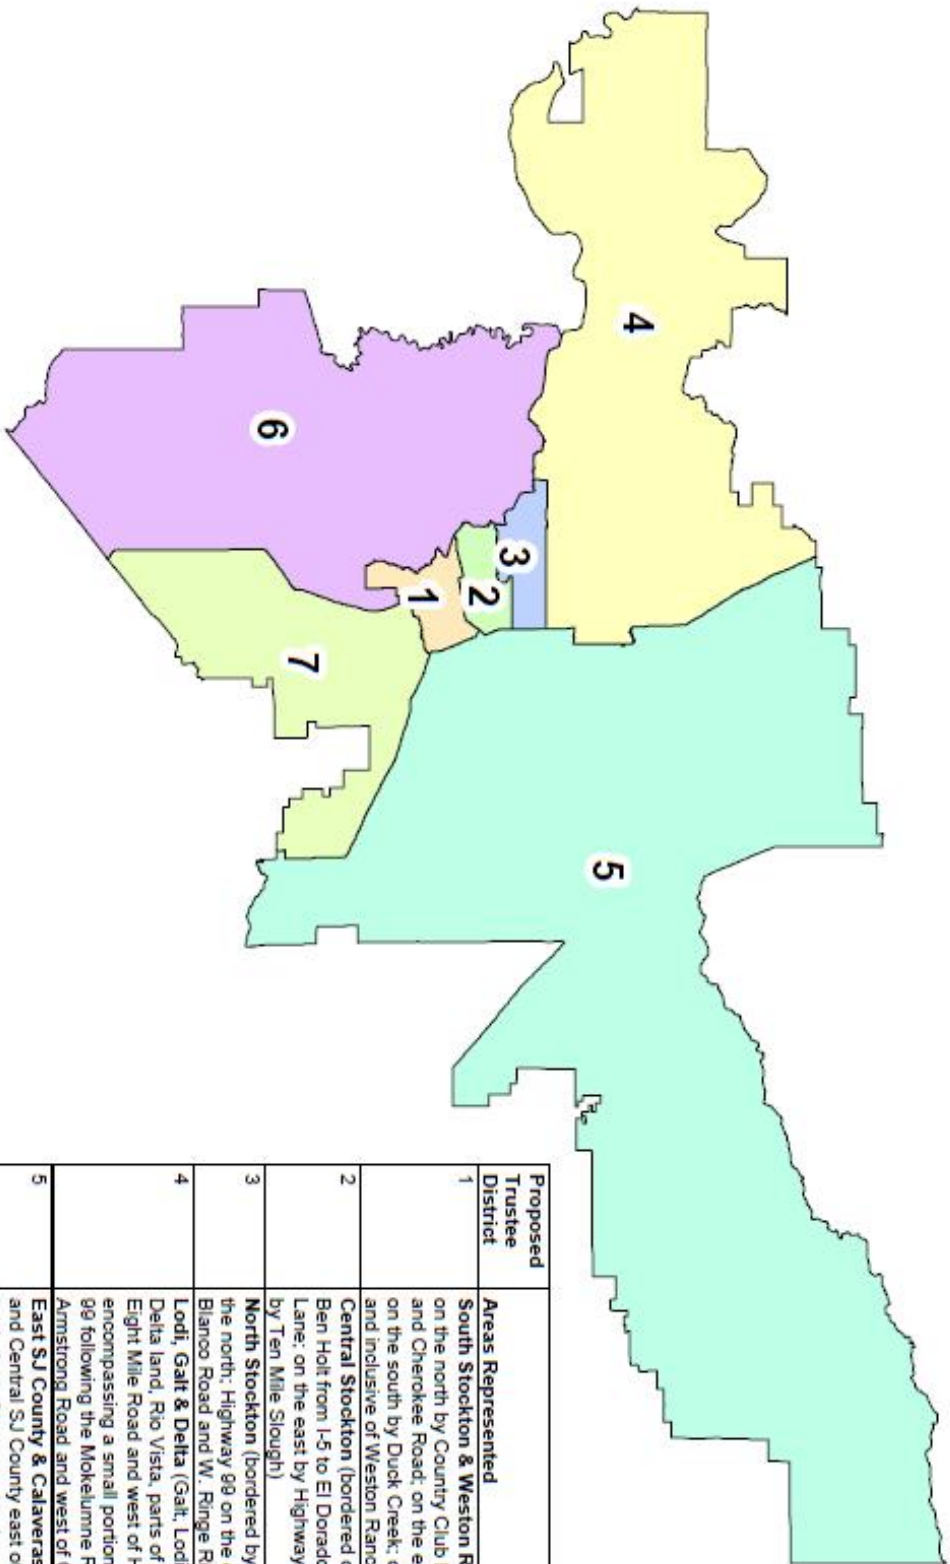 4
5
3
2
1
7
6
Proposed
Trustee
District Areas Represented
1 South Stockton & Weston R
on the north by Country Club
and Cherokee Road; on the e
on the south by Duck Creek; o
and inclusive of Weston Ranc
2 Central Stockton (bordered o
Ben Holt from I-5 to El Dorado
Lane; on the east by Highway
by Ten Mile Slough)
3 North Stockton (bordered by
the north; Highway 99 on the
Blanco Road and W. Ringe R
4 Lodi, Galt & Delta (Galt, Lodi
Delta land, Rio Vista, parts of
Eight Mile Road and west of H
encompassing a small portion
99 following the Mokelumne R
Armstrong Road and west of
5 East SJ County & Calaveras
and Central SJ County east o